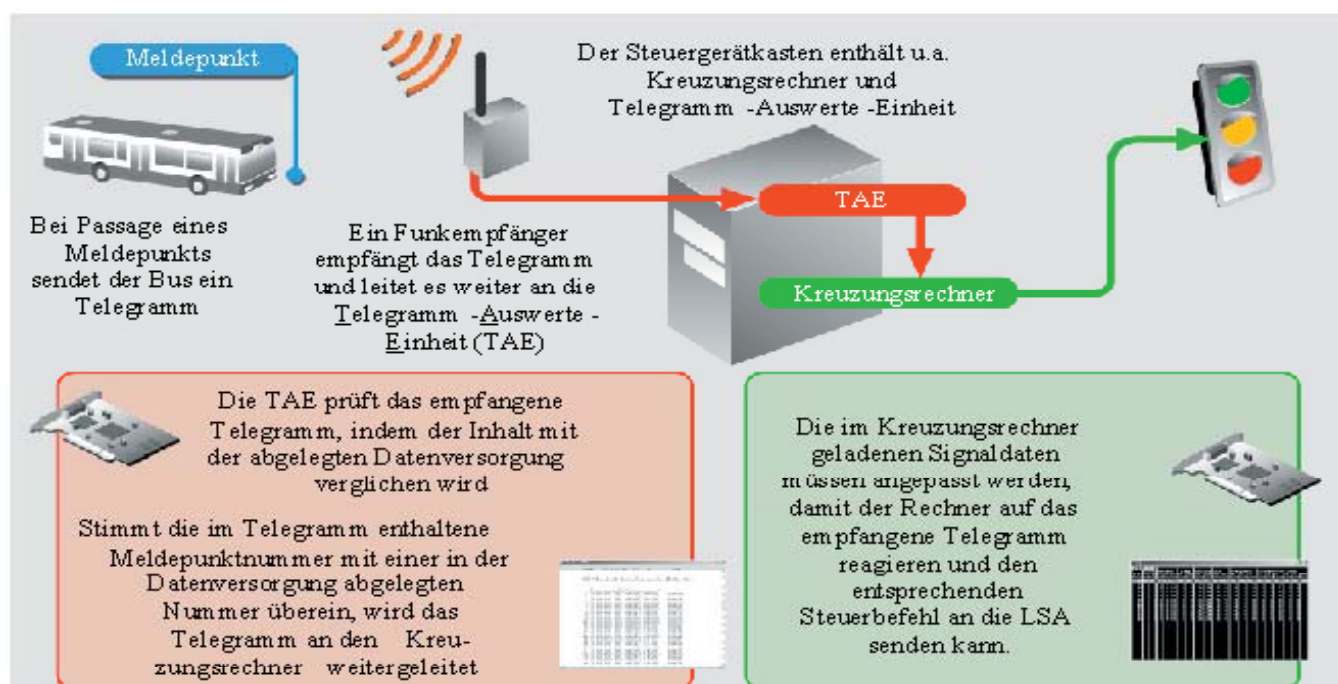 Meldepunkt
Bei Passage eines
Meldepunkts
sendet der Bus ein
Telegramm
Ein Funkempfänger
empfängt das Telegramm
und leitet es weiter an die
Telegramm -Auswerte -
Einheit (TAE)
Der Steuergerätkasten enthält u.a.
Kreuzungsrechner und
Telegramm -Auswerte -Einheit
TAE
Kreuzungsrechner
Die TAE prüft das empfangene
Telegramm, indem der Inhalt mit
der abgelegten Datenversorgung
verglichen wird
Stimmt die im Telegramm enthaltene
Meldepunktnummer mit einer in der
Datenversorgung abgelegten
Nummer überein, wird das
Telegramm an den Kreu-
zungsrechner weitergeleitet
Die im Kreuzungsrechner
geladenen Signaldaten
müssen angepasst werden,
damit der Rechner auf das
empfangene Telegramm
reagieren und den
entsprechenden
Steuerbefehl an die LSA
senden kann.